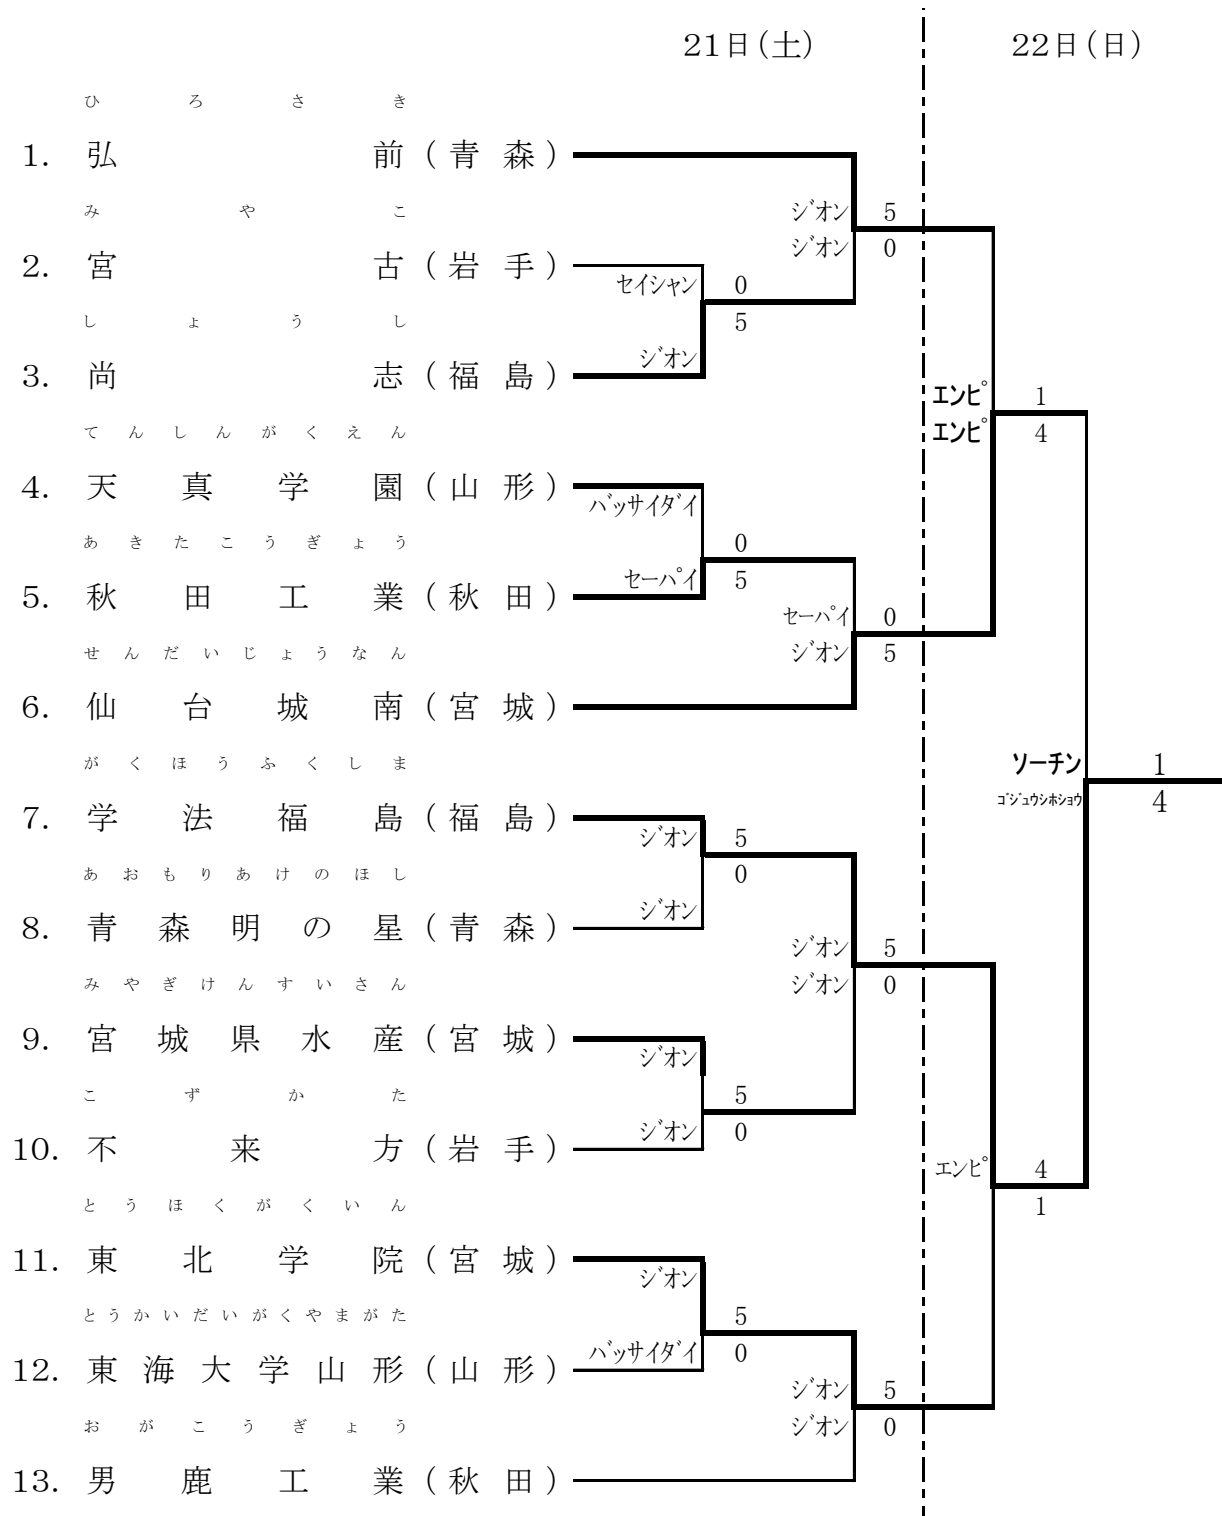 21日(土) 22日(日)
ひろさき
1. 弘前(青森)
みやこ
ジオン 5
ジオン 0
2. 宮古(岩手)
セイシャン 0
しょうし
5
ジオン
3. 尚志(福島)
エンピ 1
てんしんがくえん
エンピ 4
4. 天真学園(山形)
バッサイダイ
あきたこうぎょう
0
セーパイ 5
5. 秋田工業(秋田)
セーパイ 0
せんだいじょうなん
ジオン 5
6. 仙台城南(宮城)
がくほうふくしま
ソーチン 1
ゴジュウシホショウ 4
7. 学法福島(福島)
ジオン 5
あおもりあけのほし
0
ジオン
8. 青森明の星(青森)
ジオン 5
みやぎけんすいさん
ジオン 0
9. 宮城県水産(宮城)
ジオン
こずかた
5
ジオン 0
10. 不来方(岩手)
エンピ 4
とうほくがくいん
1
11. 東北学院(宮城)
ジオン
とうかいだいがくやまがた
5
バッサイダイ 0
12. 東海大学山形(山形)
ジオン 5
おがこうぎょう
ジオン 0
13. 男鹿工業(秋田)